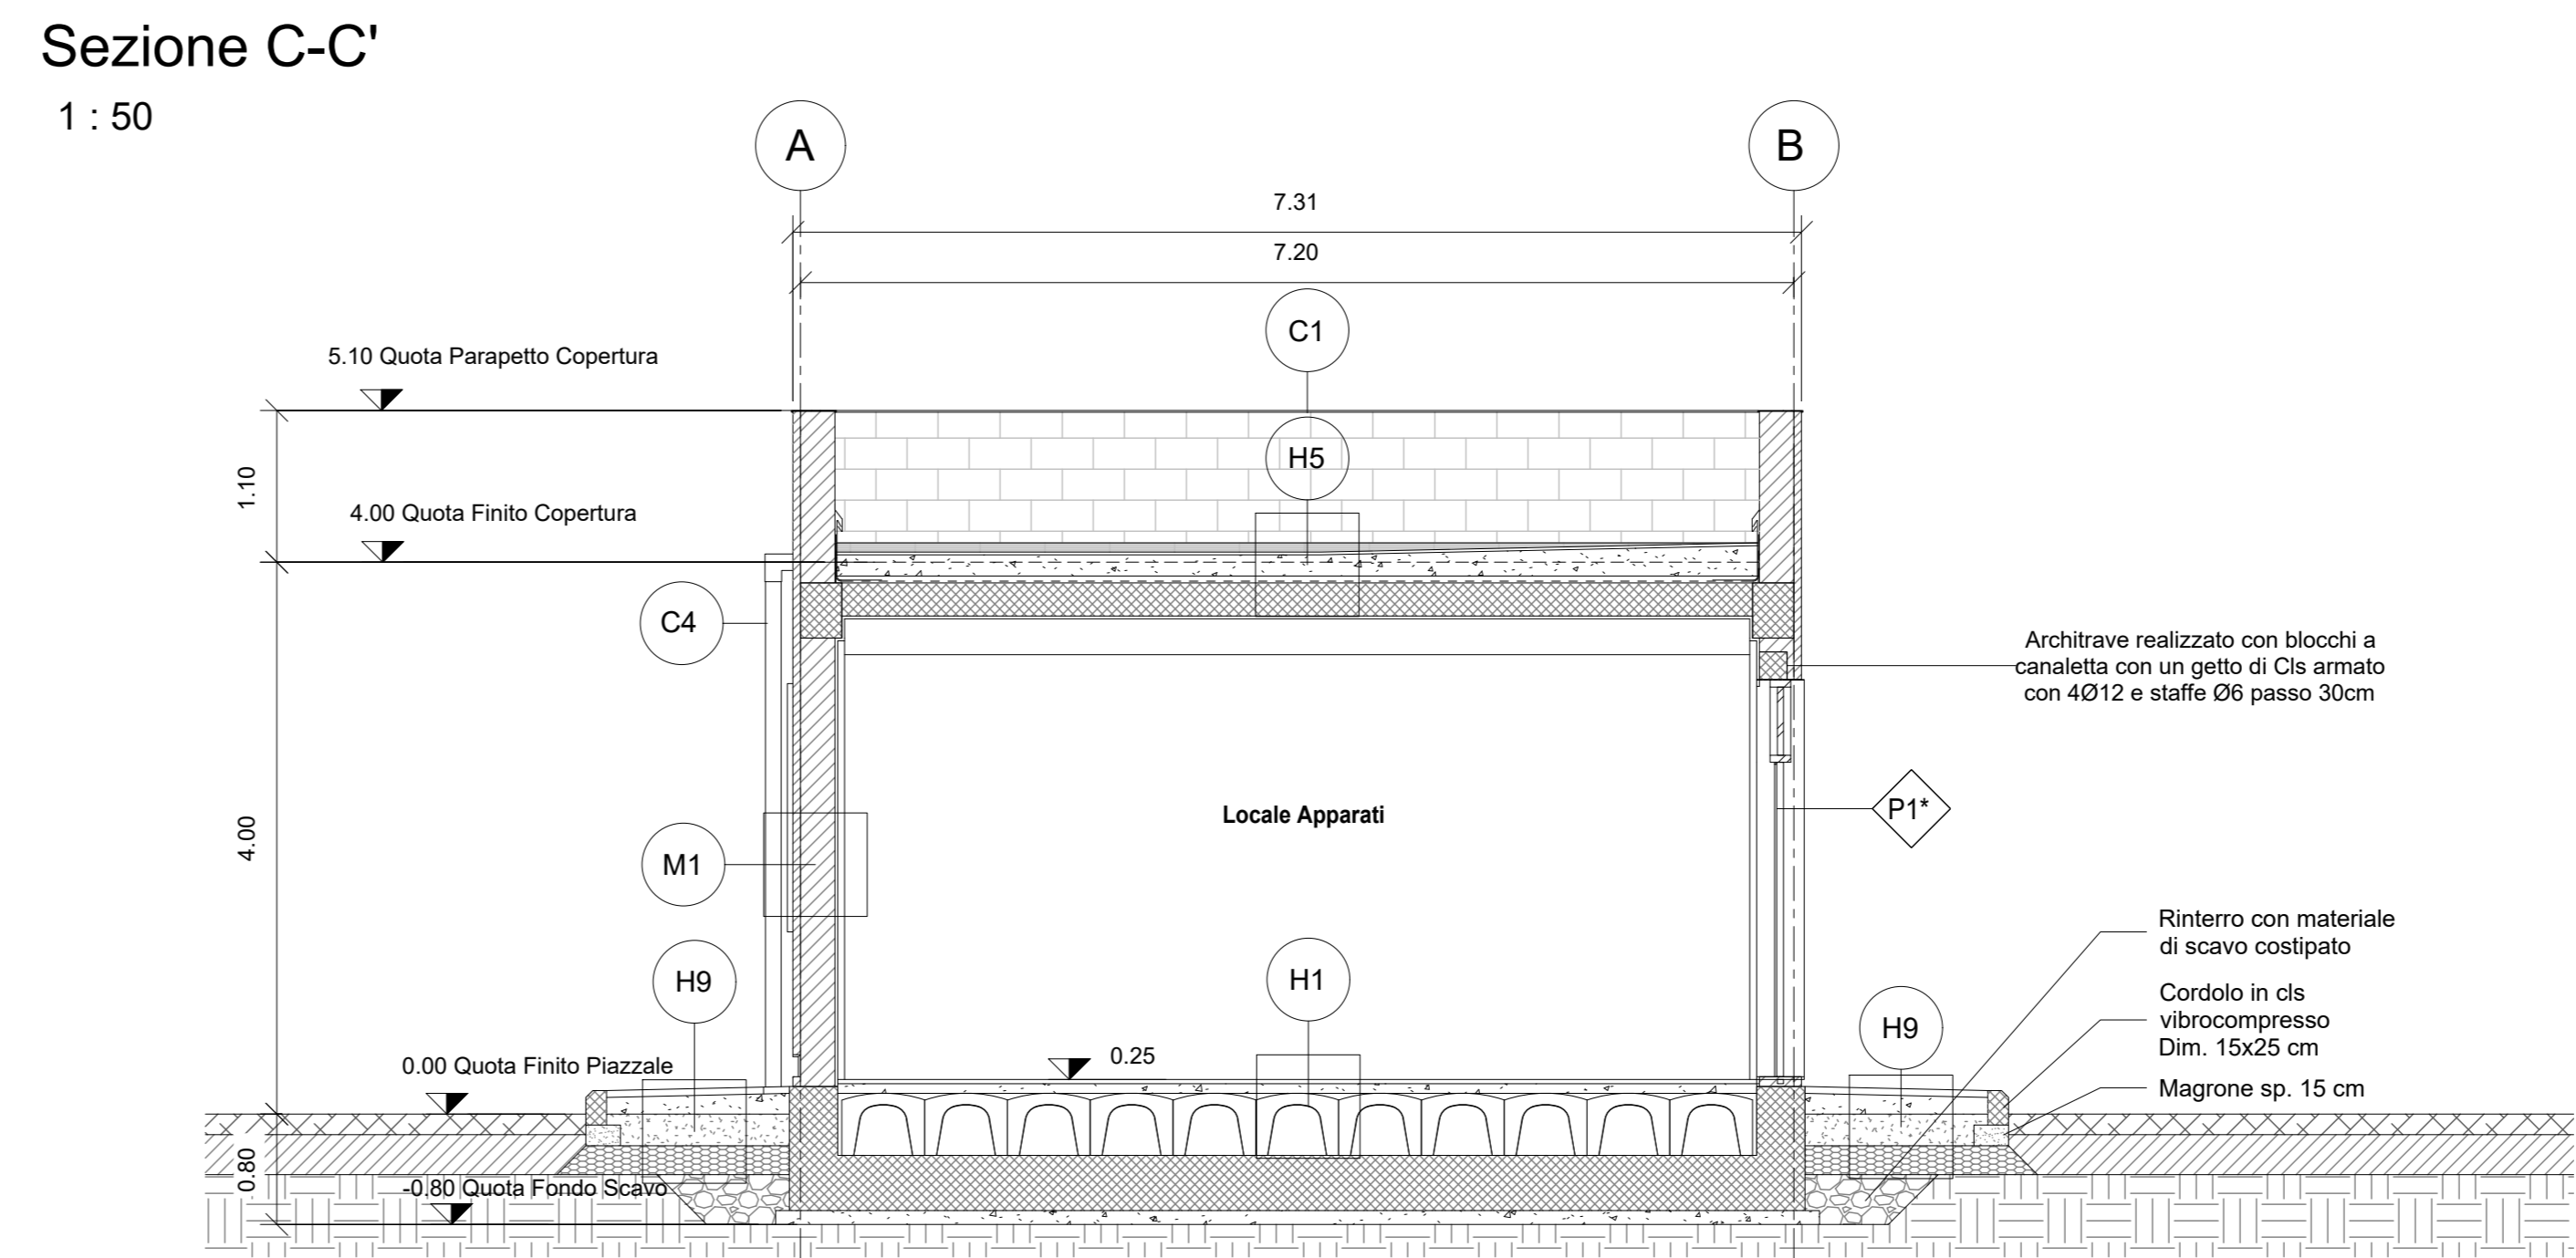 Sezione C-C'
1 : 50
A
B
7.31
7.20
C1
5.10 Quota Parapetto Copertura
H5
1.10
4.00 Quota Finito Copertura
C4
Architrave realizzato con blocchi a
canaletta con un getto di Cls armato
con 4Ø12 e staffe Ø6 passo 30cm
4.00
Locale Apparati
P1*
M1
Rinterro con materiale
di scavo costipato
H9
H1
Cordolo in cls
vibrocompresso
Dim. 15x25 cm
H9
0.00 Quota Finito Piazzale
0.25
Magrone sp. 15 cm
0.80
-0.80 Quota Fondo Scavo